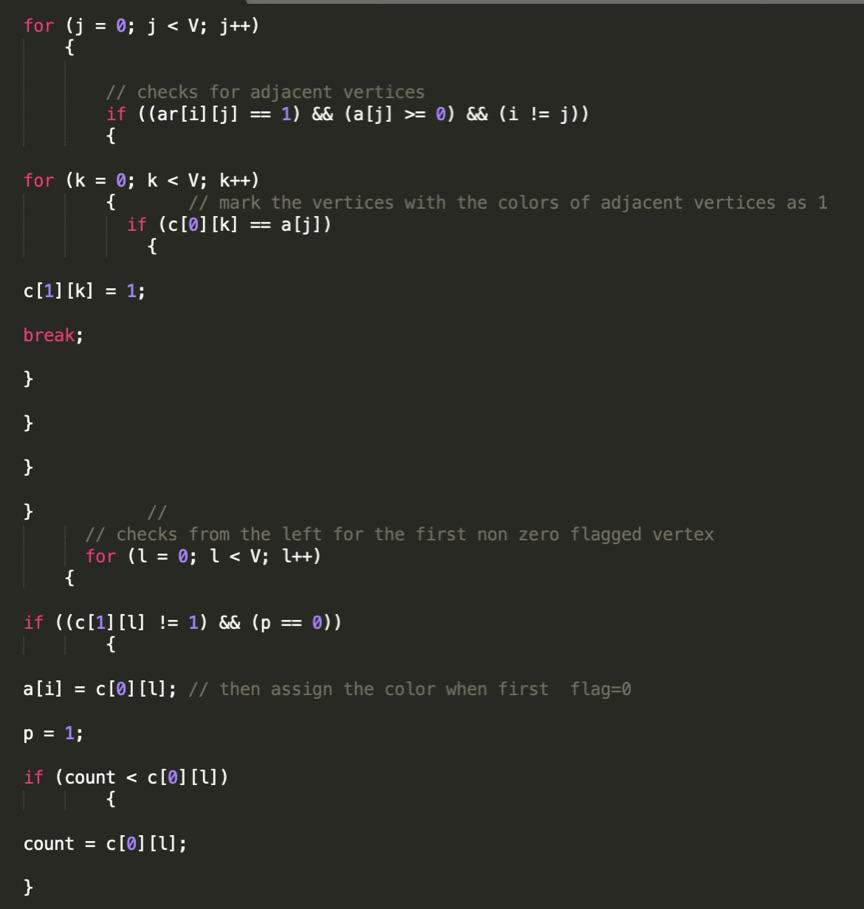 for (j = 0; j < V; j++)
{
// checks for adjacent vertices
if ((ar[i][j] == 1) && (a[j] >= 0) && (i != j))
{
for (k = 0; k < V; k++)
{ // mark the vertices with the colors of adjacent vertices as 1
if (c[0][k] == a[j])
{
c[1][k] = 1;
break;
}
}
}
} //
// checks from the left for the first non zero flagged vertex
for (l = 0; l < V; l++)
{
if ((c[1][l] != 1) && (p == 0))
{
a[i] = c[0][l]; // then assign the color when first  flag=0
p = 1;
if (count < c[0][l])
{
count = c[0][l];
}